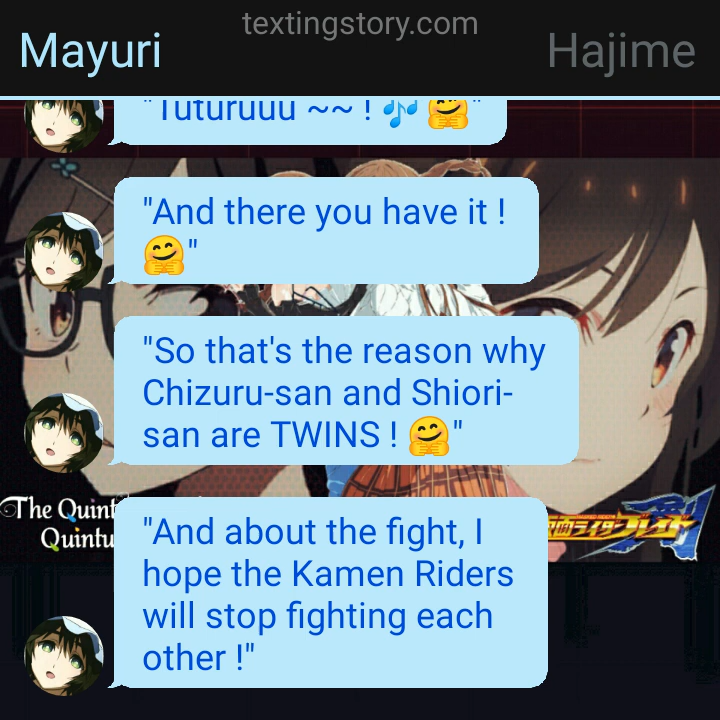 textingstory.com
Mayuri
Hajime
"Tuturuuu ~~ ! 🎶 🤗"
"And there you have it !
🤗"
"So that's the reason why
Chizuru-san and Shiori-
san are TWINS ! 🤗"
The Quint
Quintu
"And about the fight, I
hope the Kamen Riders
will stop fighting each
other !"